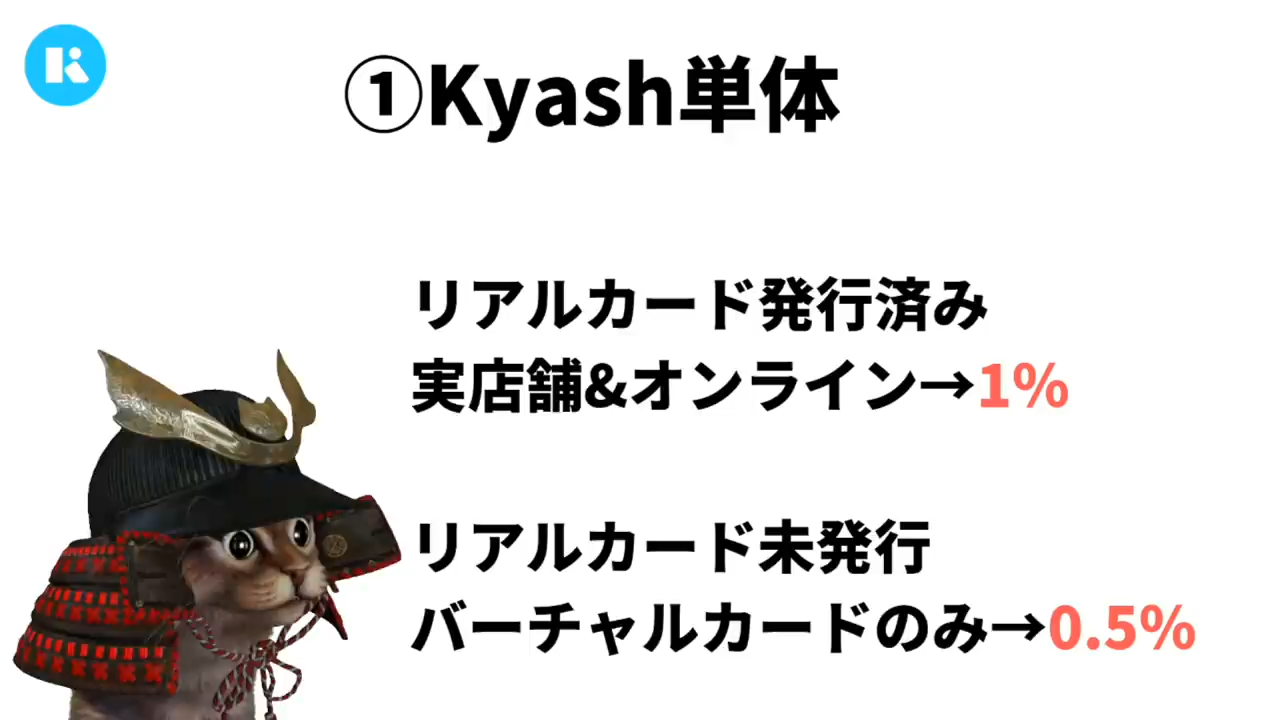 ①Kyash単体
リアルカード発行済み
実店舗&オンライン→1%
リアルカード未発行
バーチャルカードのみ→0.5%